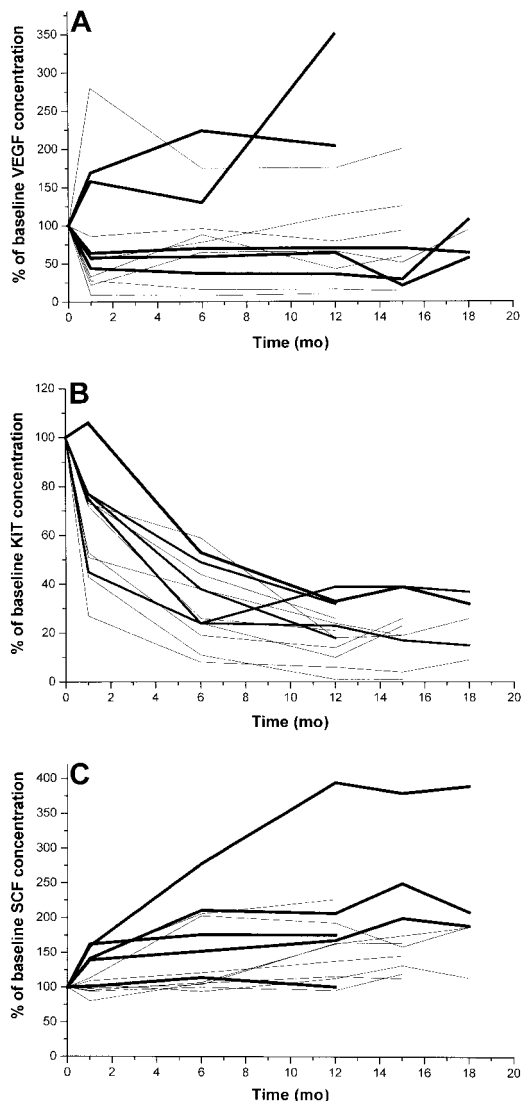 A
% of baseline VEGF concentration
350
300
250
200
150
100
50
0
0 2 4 6 8 10 12 14 16 18 20
Time (mo)
B
% of baseline KIT concentration
120
100
80
60
40
20
0
0 2 4 6 8 10 12 14 16 18 20
Time (mo)
C
% of baseline SCF concentration
400
350
300
250
200
150
100
50
0
0 2 4 6 8 10 12 14 16 18 20
Time (mo)